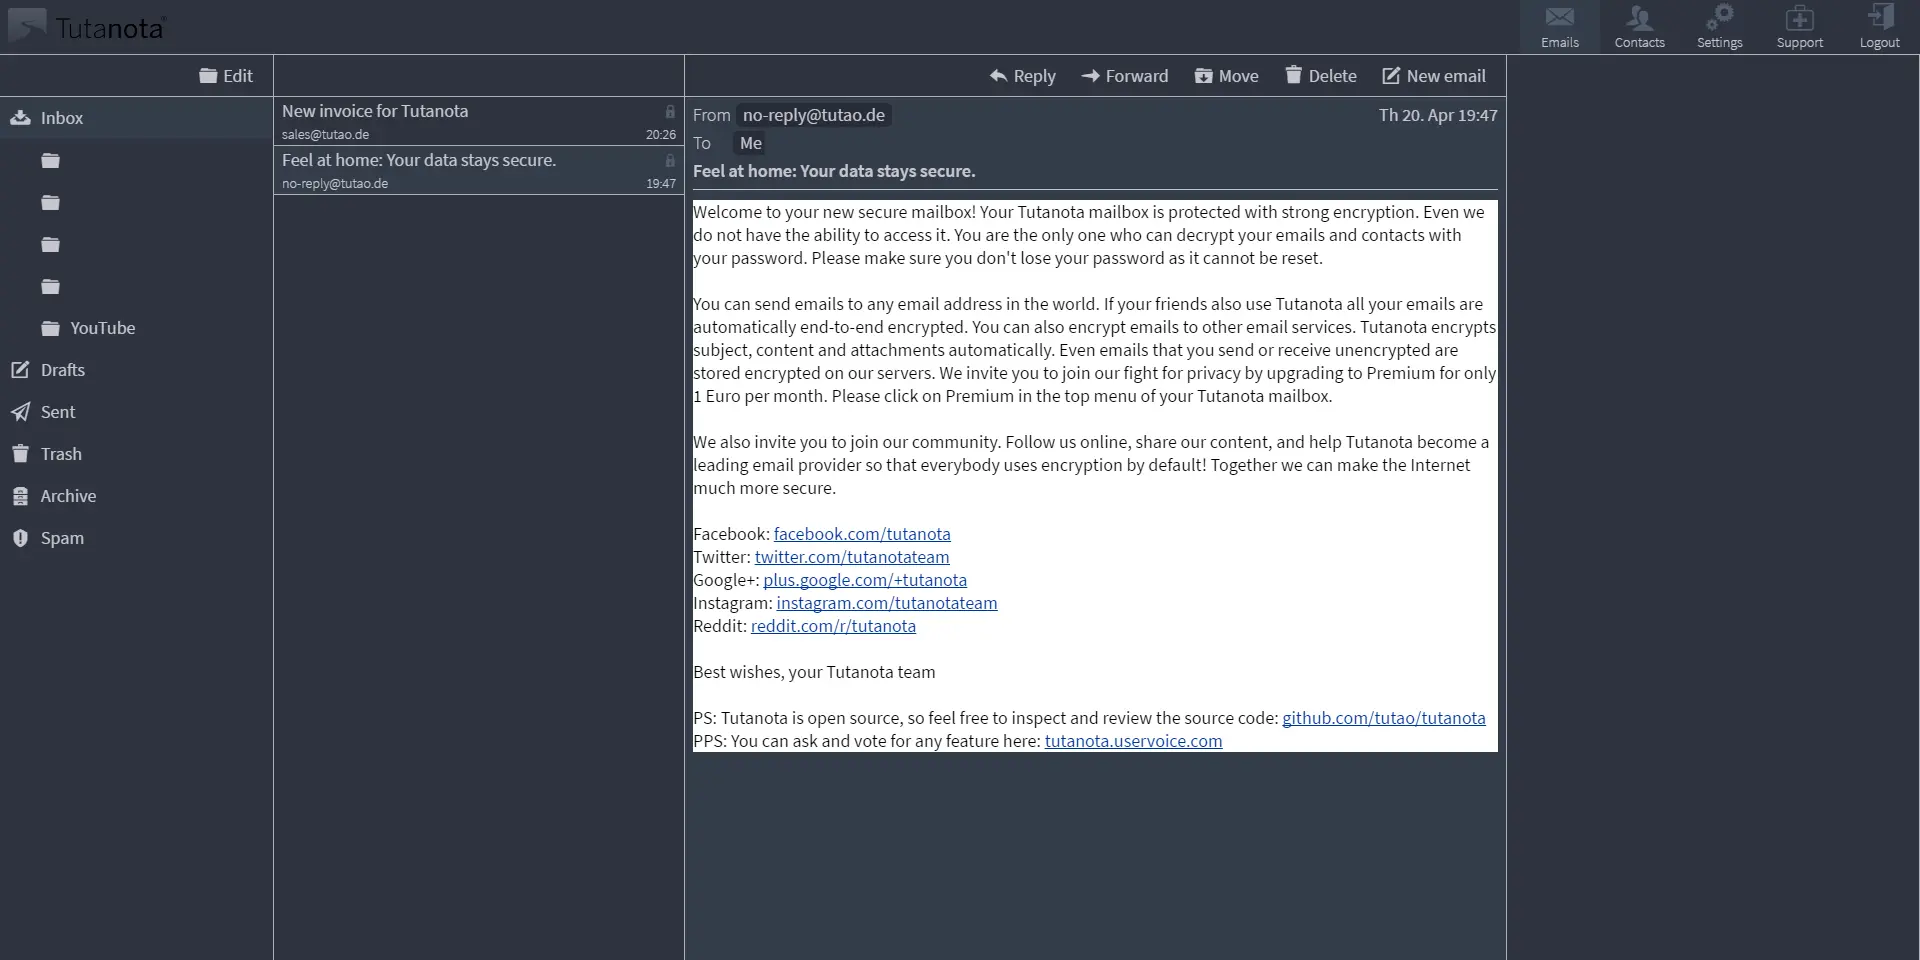 Tutanota
Emails
Contacts
Settings
Support
Logout
Edit
Reply
Forward
Move
Delete
New email
Inbox
YouTube
Drafts
Sent
Trash
Archive
Spam
New invoice for Tutanota
sales@tutao.de 20:26
Feel at home: Your data stays secure.
no-reply@tutao.de 19:47
From no-reply@tutao.de Th 20. Apr 19:47
To Me
Feel at home: Your data stays secure.
Welcome to your new secure mailbox! Your Tutanota mailbox is protected with strong encryption. Even we
do not have the ability to access it. You are the only one who can decrypt your emails and contacts with
your password. Please make sure you don't lose your password as it cannot be reset.
You can send emails to any email address in the world. If your friends also use Tutanota all your emails are
automatically end-to-end encrypted. You can also encrypt emails to other email services. Tutanota encrypts
subject, content and attachments automatically. Even emails that you send or receive unencrypted are
stored encrypted on our servers. We invite you to join our fight for privacy by upgrading to Premium for only
1 Euro per month. Please click on Premium in the top menu of your Tutanota mailbox.
We also invite you to join our community. Follow us online, share our content, and help Tutanota become a
leading email provider so that everybody uses encryption by default! Together we can make the Internet
much more secure.
Facebook: facebook.com/tutanota
Twitter: twitter.com/tutanotateam
Google+: plus.google.com/+tutanota
Instagram: instagram.com/tutanotateam
Reddit: reddit.com/r/tutanota
Best wishes, your Tutanota team
PS: Tutanota is open source, so feel free to inspect and review the source code: github.com/tutao/tutanota
PPS: You can ask and vote for any feature here: tutanota.uservoice.com